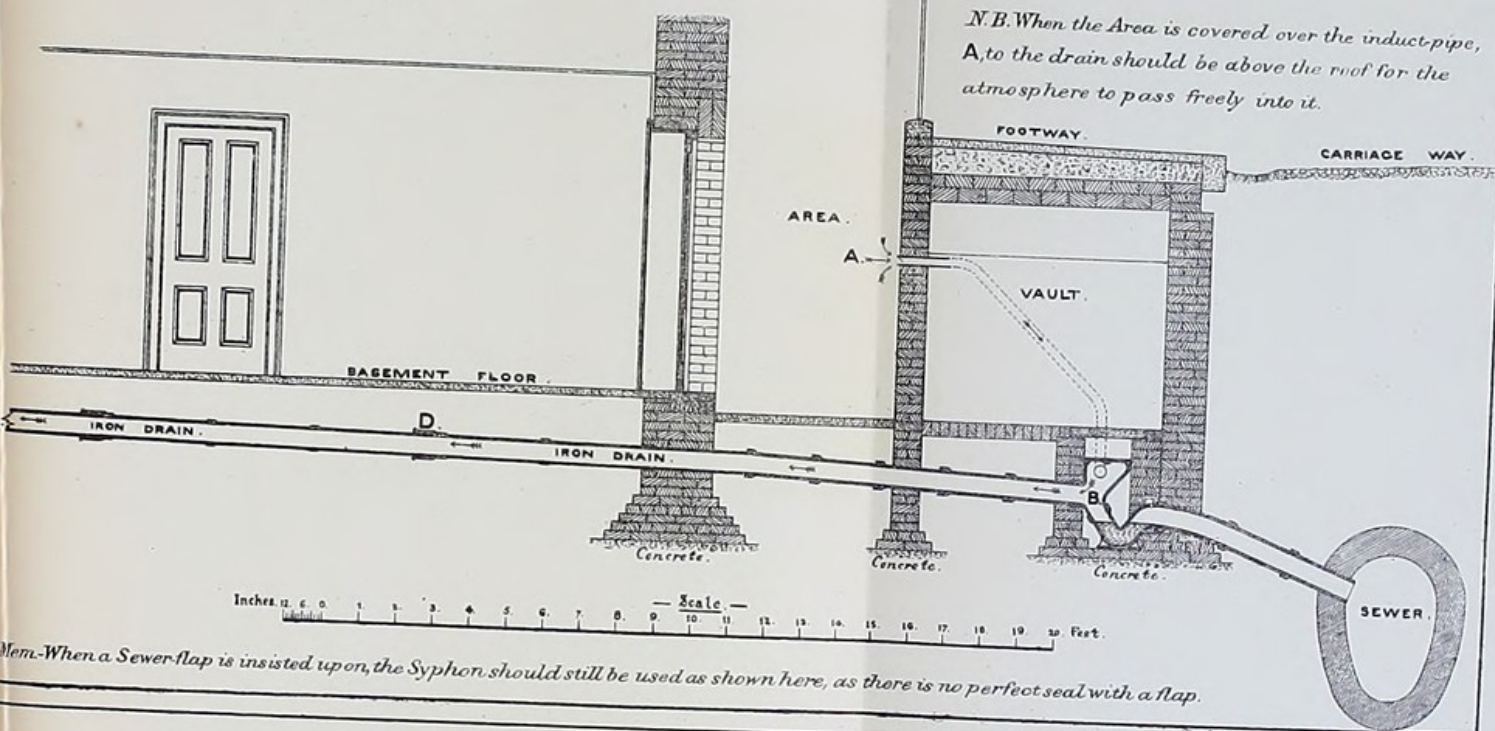 N.B. When the Area is covered over the induct-pipe,
A, to the drain should be above the roof for the
atmosphere to pass freely into it.
FOOTWAY.
CARRIAGE WAY.
AREA.
A.
VAULT.
BASEMENT FLOOR.
D.
IRON DRAIN.
IRON DRAIN.
B.
Concrete.
Concrete.
Concrete.
SEWER.
— Scale. —
Inches. 12. 6. 0. 1. 2. 3. 4. 5. 6. 7. 8. 9. 10. 11. 12. 13. 14. 15. 16. 17. 18. 19. 20. Feet.
Mem.-When a Sewer-flap is insisted upon, the Syphon should still be used as shown here, as there is no perfect seal with a flap.